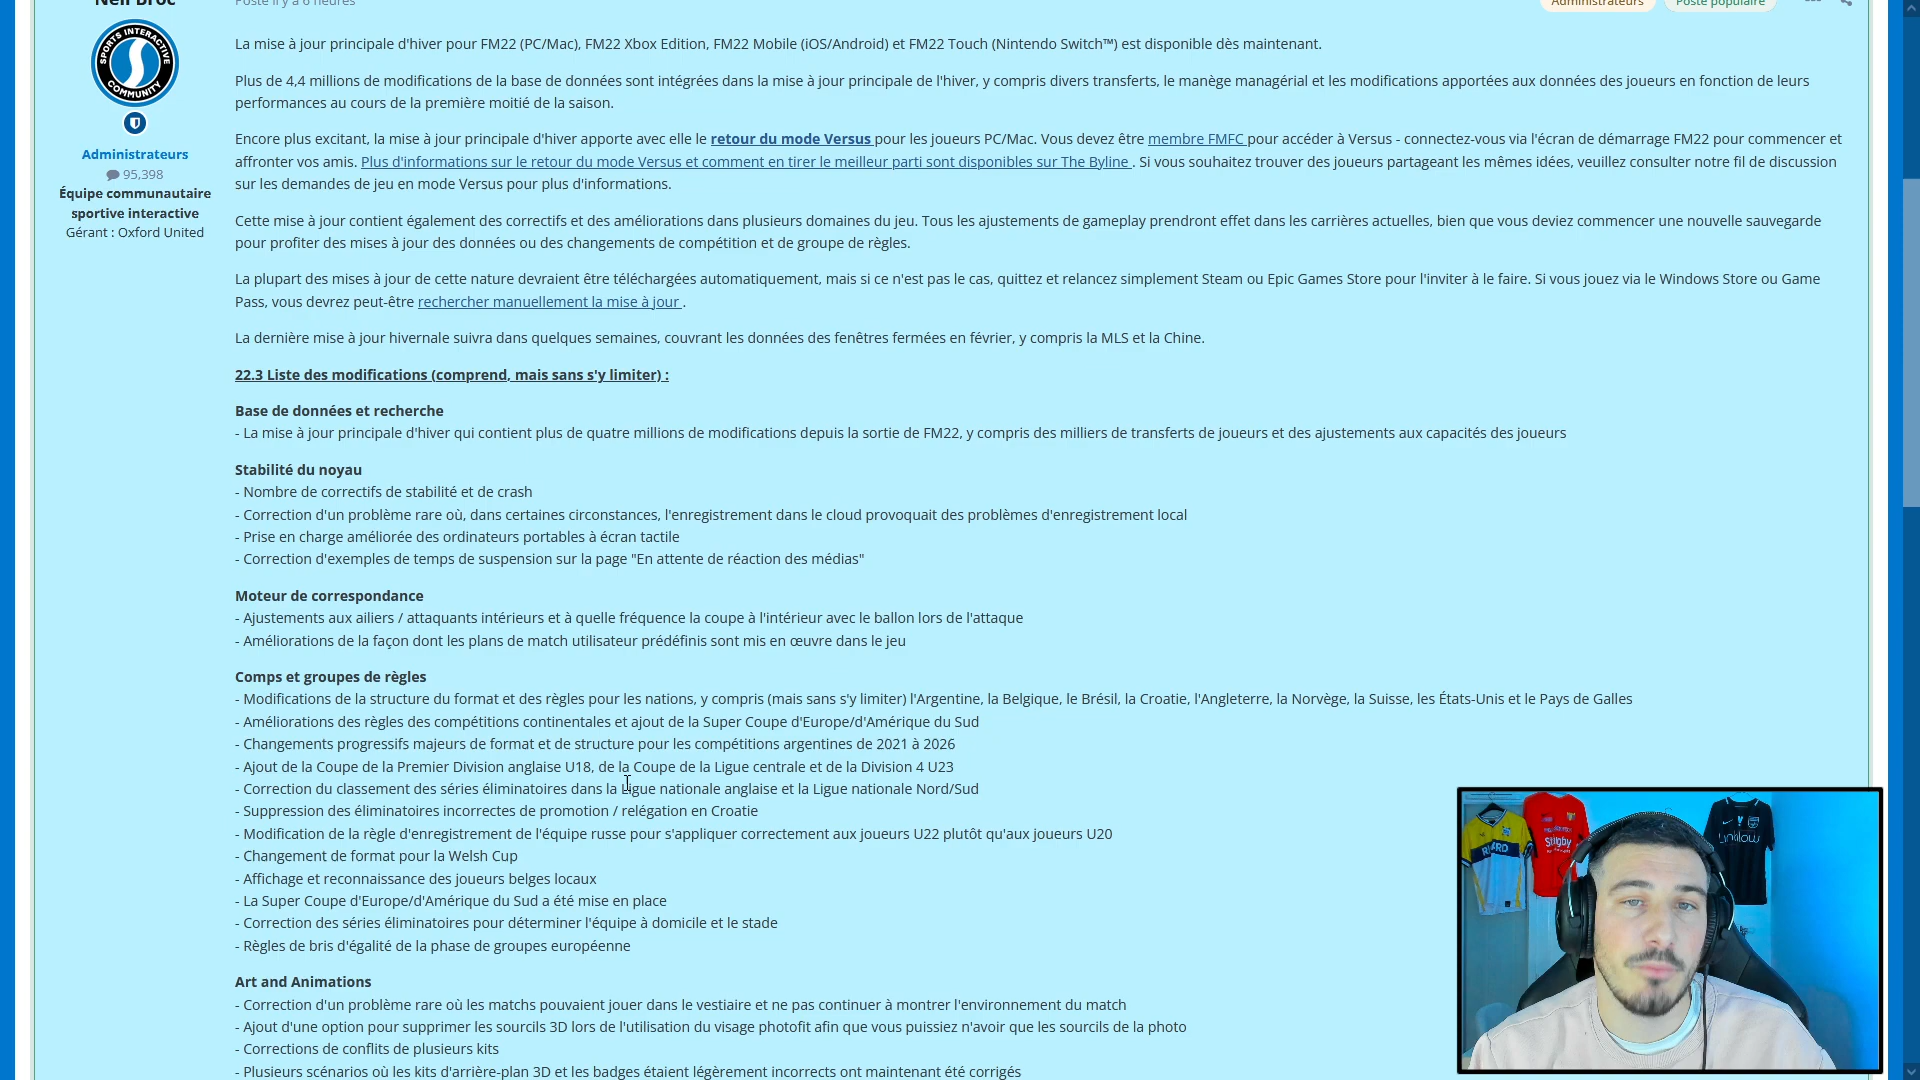 Neil Broc
Posté il y a 6 heures
Administrateurs
Poste populaire
SPORTS INTERACTIVE
COMMUNITY
Administrateurs
95,398
Équipe communautaire
sportive interactive
Gérant : Oxford United
La mise à jour principale d'hiver pour FM22 (PC/Mac), FM22 Xbox Edition, FM22 Mobile (iOS/Android) et FM22 Touch (Nintendo Switch™) est disponible dès maintenant.
Plus de 4,4 millions de modifications de la base de données sont intégrées dans la mise à jour principale de l'hiver, y compris divers transferts, le manège managérial et les modifications apportées aux données des joueurs en fonction de leurs
performances au cours de la première moitié de la saison.
Encore plus excitant, la mise à jour principale d'hiver apporte avec elle le retour du mode Versus pour les joueurs PC/Mac. Vous devez être membre FMFC pour accéder à Versus - connectez-vous via l'écran de démarrage FM22 pour commencer et
affronter vos amis. Plus d'informations sur le retour du mode Versus et comment en tirer le meilleur parti sont disponibles sur The Byline . Si vous souhaitez trouver des joueurs partageant les mêmes idées, veuillez consulter notre fil de discussion
sur les demandes de jeu en mode Versus pour plus d'informations.
Cette mise à jour contient également des correctifs et des améliorations dans plusieurs domaines du jeu. Tous les ajustements de gameplay prendront effet dans les carrières actuelles, bien que vous deviez commencer une nouvelle sauvegarde
pour profiter des mises à jour des données ou des changements de compétition et de groupe de règles.
La plupart des mises à jour de cette nature devraient être téléchargées automatiquement, mais si ce n'est pas le cas, quittez et relancez simplement Steam ou Epic Games Store pour l'inviter à le faire. Si vous jouez via le Windows Store ou Game
Pass, vous devrez peut-être rechercher manuellement la mise à jour .
La dernière mise à jour hivernale suivra dans quelques semaines, couvrant les données des fenêtres fermées en février, y compris la MLS et la Chine.
22.3 Liste des modifications (comprend, mais sans s'y limiter) :
Base de données et recherche
- La mise à jour principale d'hiver qui contient plus de quatre millions de modifications depuis la sortie de FM22, y compris des milliers de transferts de joueurs et des ajustements aux capacités des joueurs
Stabilité du noyau
- Nombre de correctifs de stabilité et de crash
- Correction d'un problème rare où, dans certaines circonstances, l'enregistrement dans le cloud provoquait des problèmes d'enregistrement local
- Prise en charge améliorée des ordinateurs portables à écran tactile
- Correction d'exemples de temps de suspension sur la page "En attente de réaction des médias"
Moteur de correspondance
- Ajustements aux ailiers / attaquants intérieurs et à quelle fréquence la coupe à l'intérieur avec le ballon lors de l'attaque
- Améliorations de la façon dont les plans de match utilisateur prédéfinis sont mis en œuvre dans le jeu
Comps et groupes de règles
- Modifications de la structure du format et des règles pour les nations, y compris (mais sans s'y limiter) l'Argentine, la Belgique, le Brésil, la Croatie, l'Angleterre, la Norvège, la Suisse, les États-Unis et le Pays de Galles
- Améliorations des règles des compétitions continentales et ajout de la Super Coupe d'Europe/d'Amérique du Sud
- Changements progressifs majeurs de format et de structure pour les compétitions argentines de 2021 à 2026
- Ajout de la Coupe de la Premier Division anglaise U18, de la Coupe de la Ligue centrale et de la Division 4 U23
- Correction du classement des séries éliminatoires dans la Ligue nationale anglaise et la Ligue nationale Nord/Sud
- Suppression des éliminatoires incorrectes de promotion / relégation en Croatie
- Modification de la règle d'enregistrement de l'équipe russe pour s'appliquer correctement aux joueurs U22 plutôt qu'aux joueurs U20
- Changement de format pour la Welsh Cup
- Affichage et reconnaissance des joueurs belges locaux
- La Super Coupe d'Europe/d'Amérique du Sud a été mise en place
- Correction des séries éliminatoires pour déterminer l'équipe à domicile et le stade
- Règles de bris d'égalité de la phase de groupes européenne
Art and Animations
- Correction d'un problème rare où les matchs pouvaient jouer dans le vestiaire et ne pas continuer à montrer l'environnement du match
- Ajout d'une option pour supprimer les sourcils 3D lors de l'utilisation du visage photofit afin que vous puissiez n'avoir que les sourcils de la photo
- Corrections de conflits de plusieurs kits
- Plusieurs scénarios où les kits d'arrière-plan 3D et les badges étaient légèrement incorrects ont maintenant été corrigés